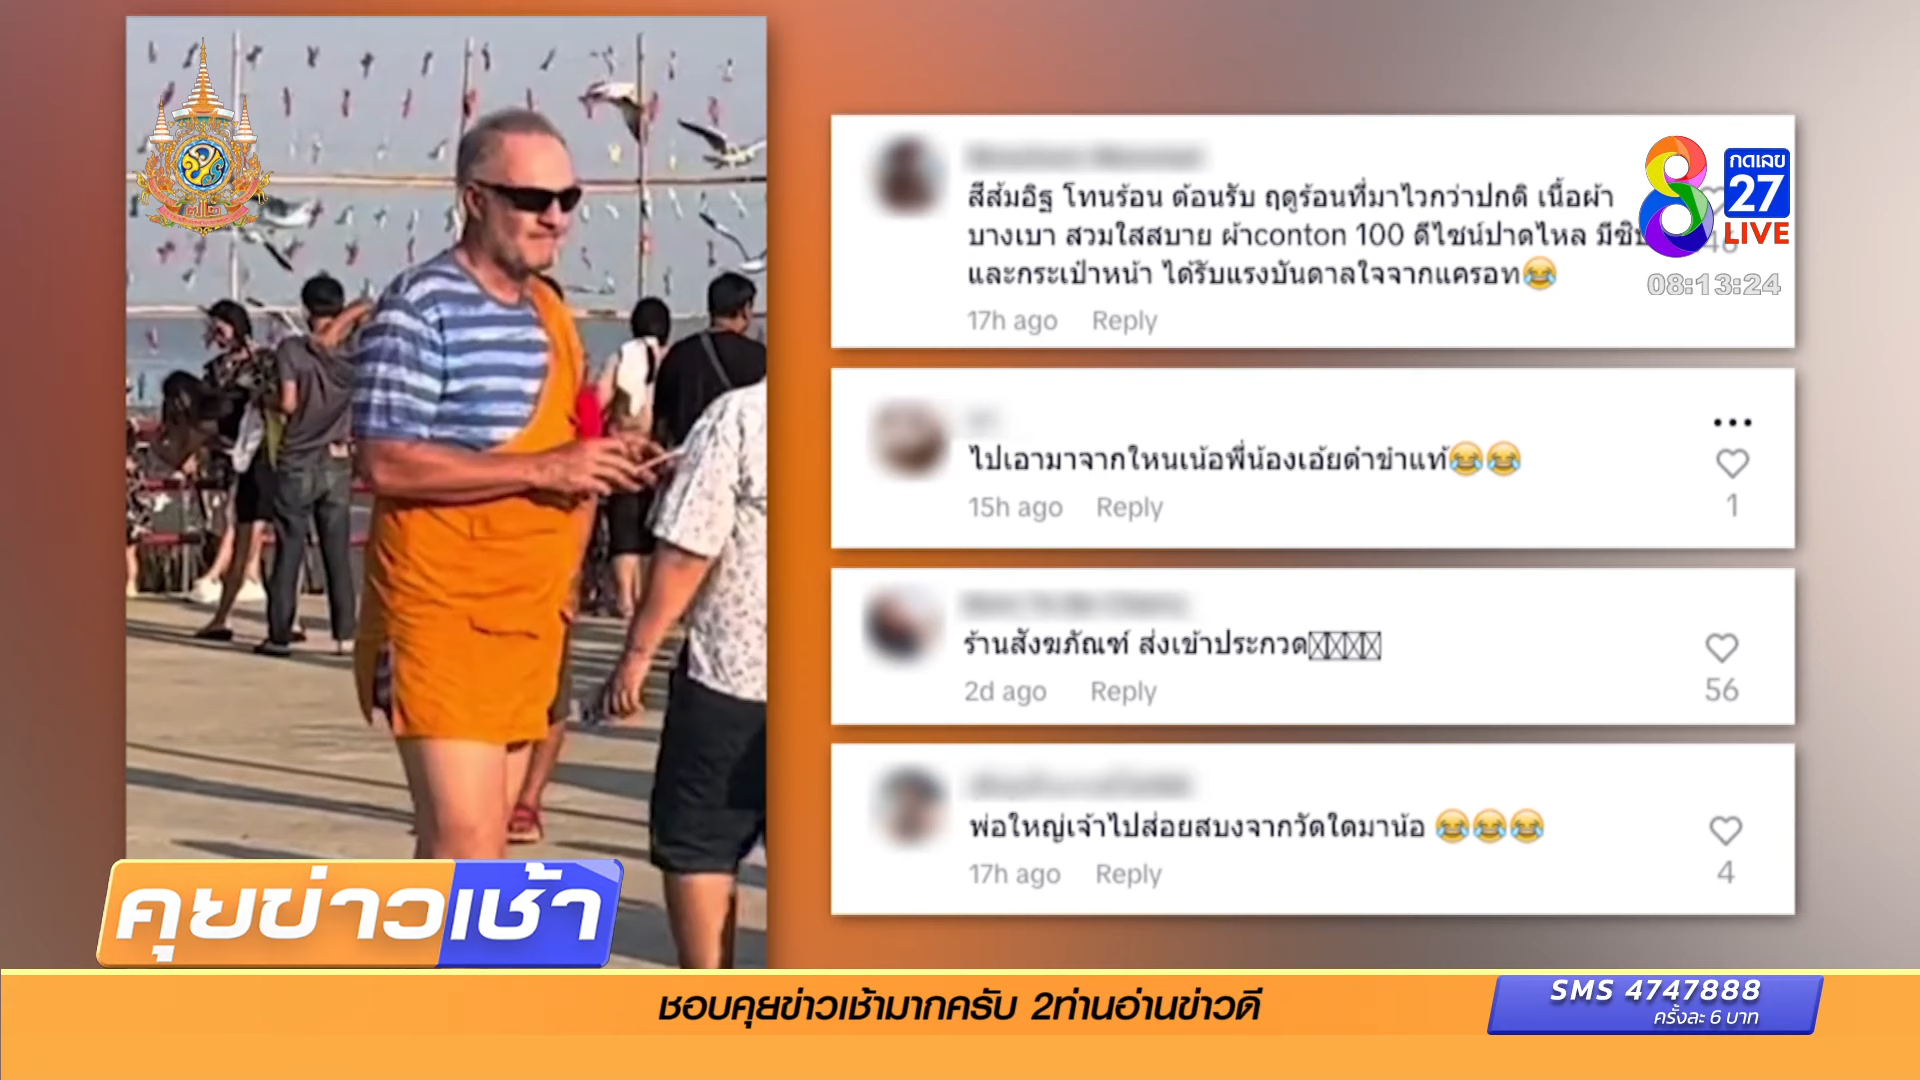 สีส้มอิฐ โทนร้อน ต้อนรับ ฤดูร้อนที่มาไวกว่าปกติ เนื้อผ้า
บางเบา สวมใส่สบาย ผ้าconton 100 ดีไซน์ปาดไหล มีซิป
และกระเป๋าหน้า ได้รับแรงบันดาลใจจากแครอท😂
17h ago Reply
8
กดเลข
27
LIVE
08:13:24
ไปเอามาจากใหนเน้อพี่น้องเอ้ยดำขำแท้😂😂
15h ago Reply
1
ร้านสังฆภัณฑ์ ส่งเข้าประกวด
2d ago Reply
56
พ่อใหญ่เจ้าไปส่อยสบงจากวัดใดมาน้อ 😂😂😂
17h ago Reply
4
๗๒
คุยข่าวเช้า
ชอบคุยข่าวเช้ามากครับ 2ท่านอ่านข่าวดี
SMS 4747888
ครั้งละ 6 บาท